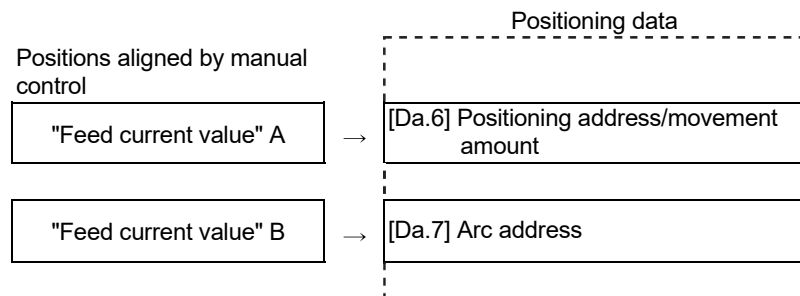 Positioning data
Positions aligned by manual
control
"Feed current value" A
→
[Da.6] Positioning address/movement
amount
"Feed current value" B
→
[Da.7] Arc address